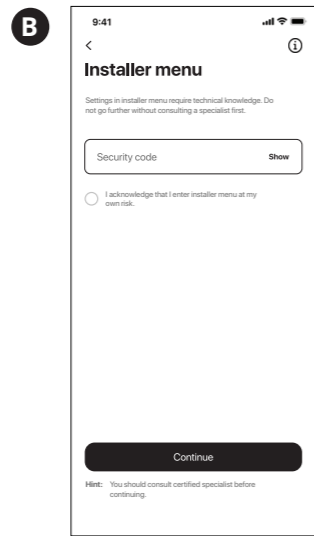 B
9:41
Installer menu
Settings in installer menu require technical knowledge. Do
not go further without consulting a specialist first.
Security code Show
I acknowledge that I enter installer menu at my
own risk.
Continue
Hint: You should consult certified specialist before
continuing.